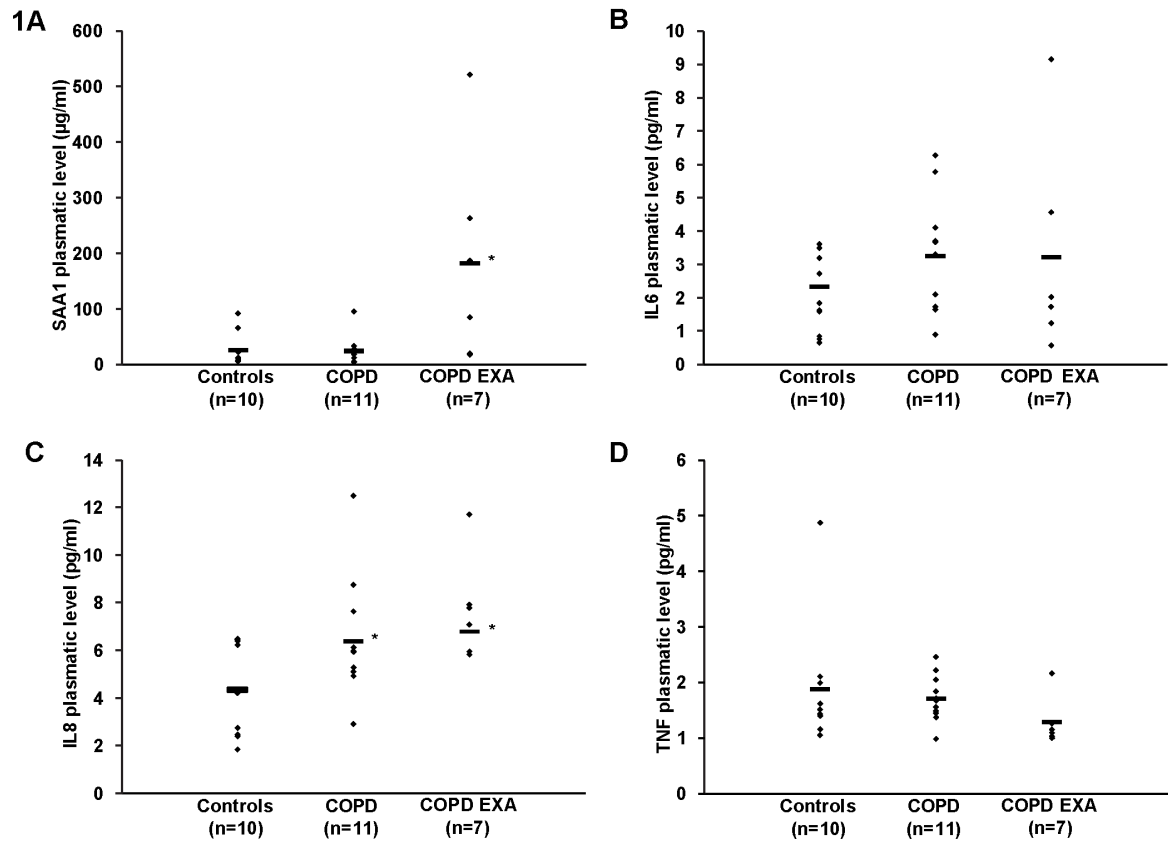 1A
SAA1 plasmatic level (µg/ml)
600
500
400
300
200
100
0
*
Controls COPD COPD EXA
(n=10) (n=11) (n=7)
B
IL6 plasmatic level (pg/ml)
10
9
8
7
6
5
4
3
2
1
0
Controls COPD COPD EXA
(n=10) (n=11) (n=7)
C
IL8 plasmatic level (pg/ml)
14
12
10
8
6
4
2
0
* *
Controls COPD COPD EXA
(n=10) (n=11) (n=7)
D
TNF plasmatic level (pg/ml)
6
5
4
3
2
1
0
Controls COPD COPD EXA
(n=10) (n=11) (n=7)